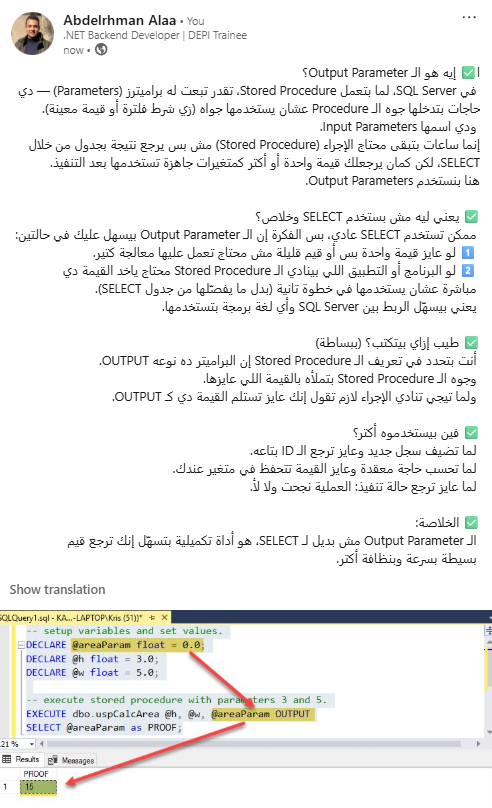 Abdelrhman Alaa • You
.NET Backend Developer | DEPI Trainee
now •
ا✅ إيه هو الـ Output Parameter؟
في SQL Server، لما بتعمل Stored Procedure، تقدر تبعت له براميترز (Parameters) — دي
حاجات بتدخلها جوه الـ Procedure عشان يستخدمها جواه (زي شرط فلترة أو قيمة معينة).
ودي اسمها Input Parameters.
إنما ساعات بتبقى محتاج الإجراء (Stored Procedure) مش بس يرجع نتيجة بجدول من خلال
SELECT، لكن كمان يرجعلك قيمة واحدة أو أكتر كمتغيرات جاهزة تستخدمها بعد التنفيذ.
هنا بنستخدم Output Parameters.
✅ يعني ليه مش بستخدم SELECT وخلاص؟
ممكن تستخدم SELECT عادي، بس الفكرة إن الـ Output Parameter بيسهل عليك في حالتين:
1️⃣ لو عايز قيمة واحدة بس أو قيم قليلة مش محتاج تعمل عليها معالجة كتير.
2️⃣ لو البرنامج أو التطبيق اللي بينادي الـ Stored Procedure محتاج ياخد القيمة دي
مباشرة عشان يستخدمها في خطوة تانية (بدل ما يفصّلها من جدول SELECT).
يعني بيسهّل الربط بين SQL Server وأي لغة برمجة بتستخدمها.
✅ طيب إزاي بيتكتب؟ (ببساطة)
أنت بتحدد في تعريف الـ Stored Procedure إن البراميتر ده نوعه OUTPUT.
وجوه الـ Stored Procedure بتملأه بالقيمة اللي عايزها.
ولما تيجي تنادي الإجراء لازم تقول إنك عايز تستلم القيمة دي كـ OUTPUT.
✅ فين بيستخدموه أكتر؟
لما تضيف سجل جديد وعايز ترجع الـ ID بتاعه.
لما تحسب حاجة معقدة وعايز القيمة تتحفظ في متغير عندك.
لما عايز ترجع حالة تنفيذ: العملية نجحت ولا لأ.
✅ الخلاصة:
الـ Output Parameter مش بديل لـ SELECT، هو أداة تكميلية بتسهّل إنك ترجع قيم
بسيطة بسرعة وبنظافة أكتر.
Show translation
SQLQuery1.sql - KA...-LAPTOP\Kris (51))*
-- setup variables and set values.
DECLARE @areaParam float = 0.0;
DECLARE @h float = 3.0;
DECLARE @w float = 5.0;
-- execute stored procedure with parameters 3 and 5.
EXECUTE dbo.uspCalcArea @h, @w, @areaParam OUTPUT
SELECT @areaParam as PROOF;
121 %
Results Messages
PROOF
1 15